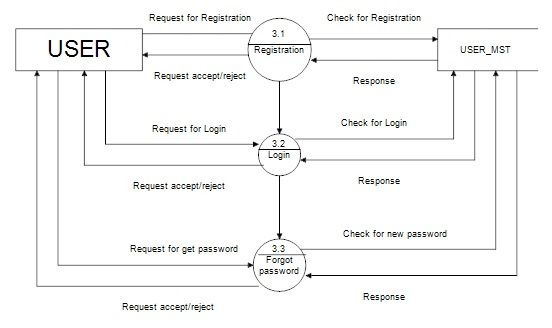 Request for Registration
Check for Registration
3.1
USER
Registration
USER_MST
Request accept/reject
Response
Request for Login
Check for Login
3.2
Login
Request accept/reject
Response
Check for new password
Request for get password
3.3
Forgot
password
Request accept/reject
Response